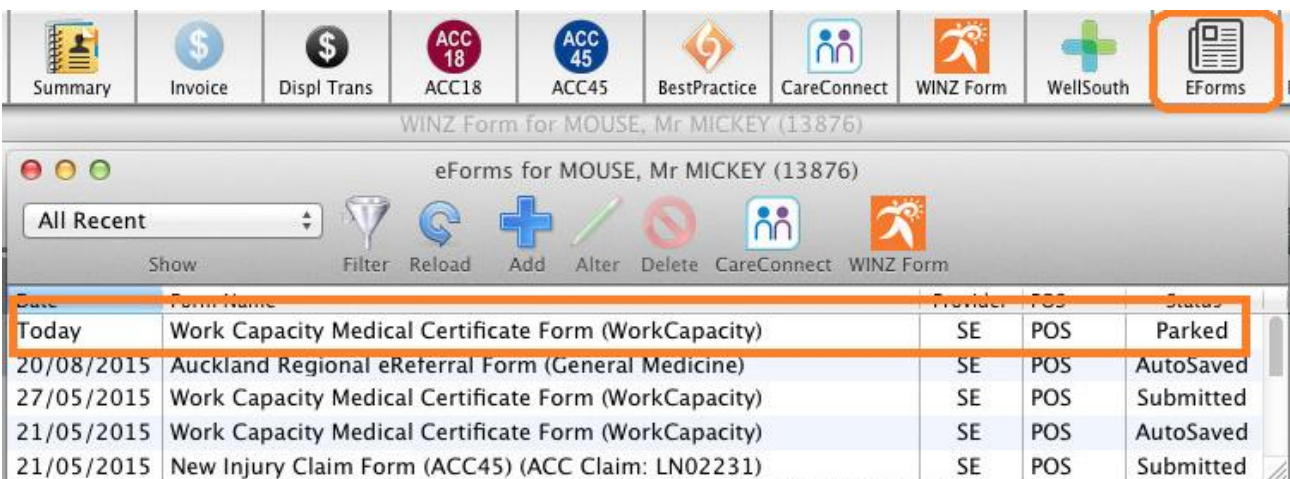 ACC 18
ACC 45
Summary Invoice Displ Trans ACC18 ACC45 BestPractice CareConnect WINZ Form WellSouth EForms
WINZ Form for MOUSE, Mr MICKEY (13876)
eForms for MOUSE, Mr MICKEY (13876)
All Recent
Show Filter Reload Add Alter Delete CareConnect WINZ Form
Date Form Name Provider POS Status
Today Work Capacity Medical Certificate Form (WorkCapacity) SE POS Parked
20/08/2015 Auckland Regional eReferral Form (General Medicine) SE POS AutoSaved
27/05/2015 Work Capacity Medical Certificate Form (WorkCapacity) SE POS Submitted
21/05/2015 Work Capacity Medical Certificate Form (WorkCapacity) SE POS AutoSaved
21/05/2015 New Injury Claim Form (ACC45) (ACC Claim: LN02231) SE POS Submitted